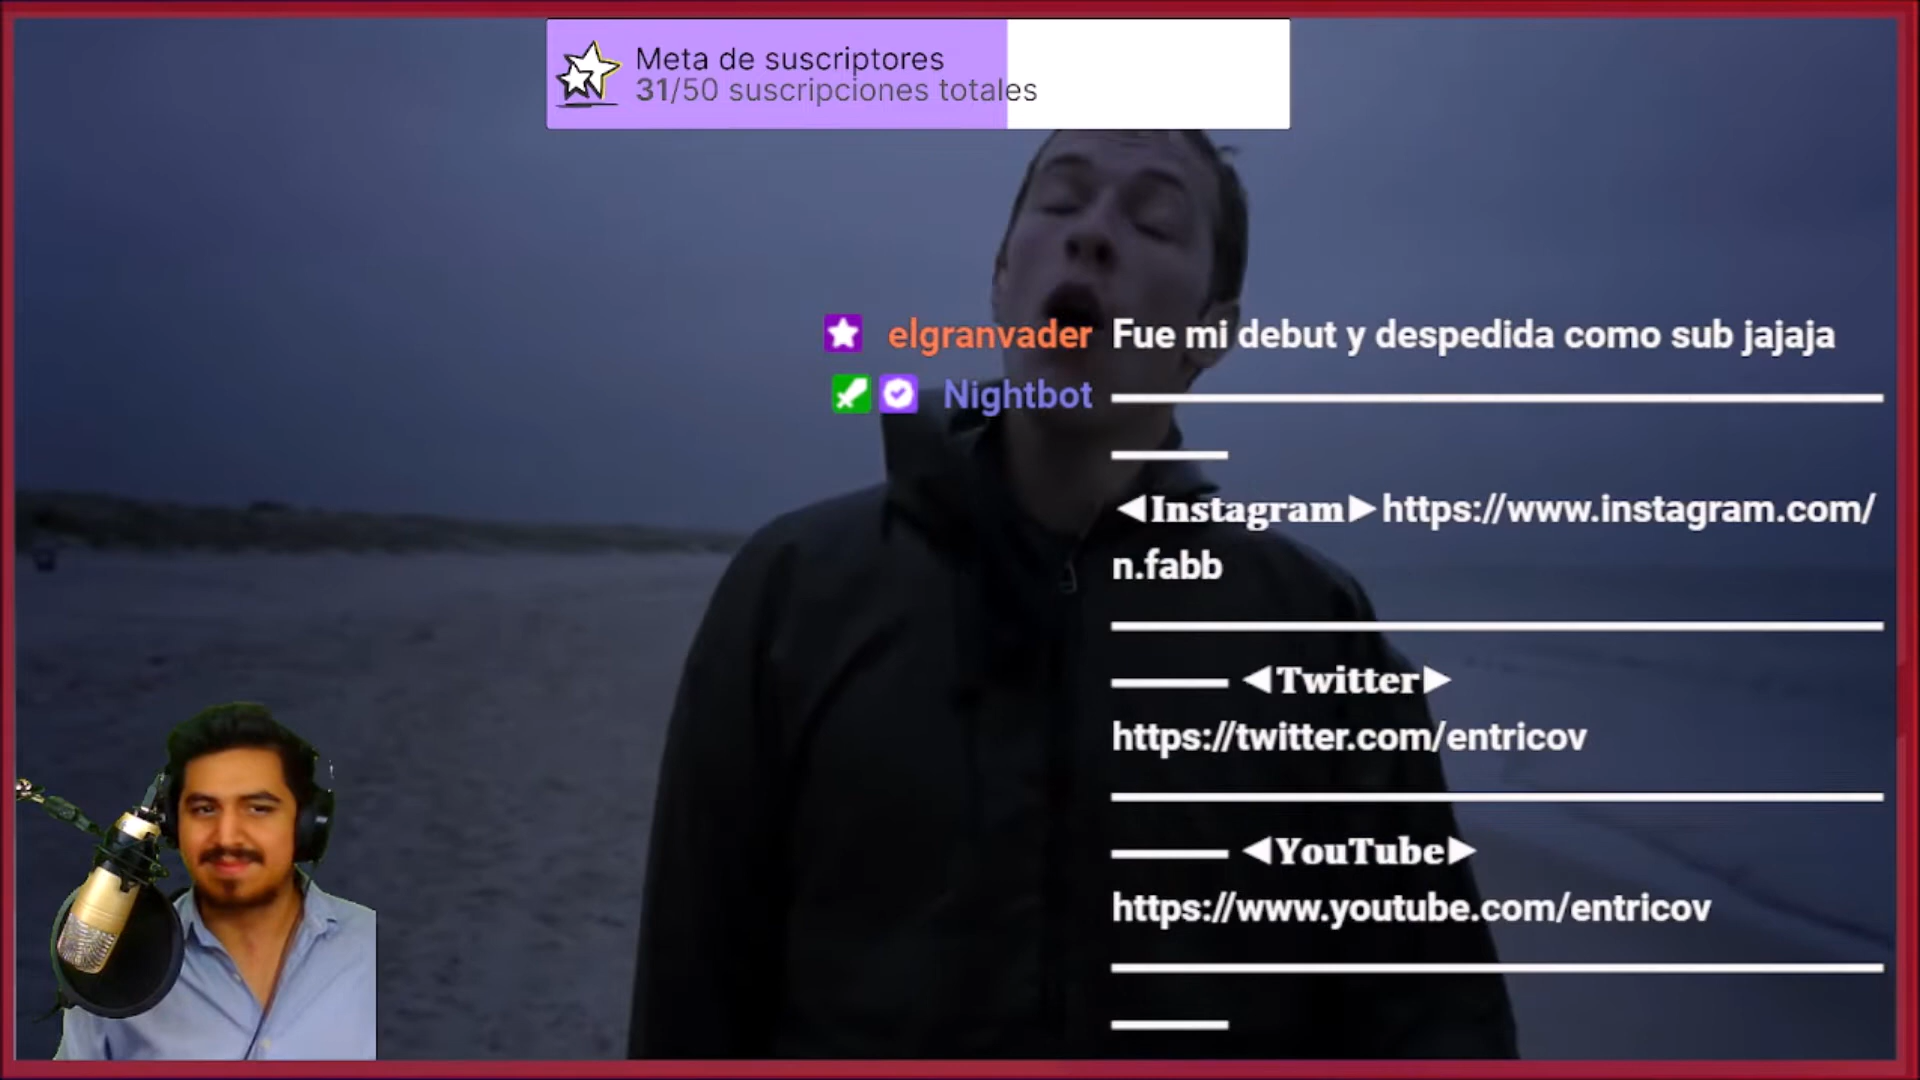 Meta de suscriptores
31/50 suscripciones totales
elgranvader Fue mi debut y despedida como sub jajaja
Nightbot
◀Instagram▶https://www.instagram.com/
n.fabb
◀Twitter▶
https://twitter.com/entricov
◀YouTube▶
https://www.youtube.com/entricov